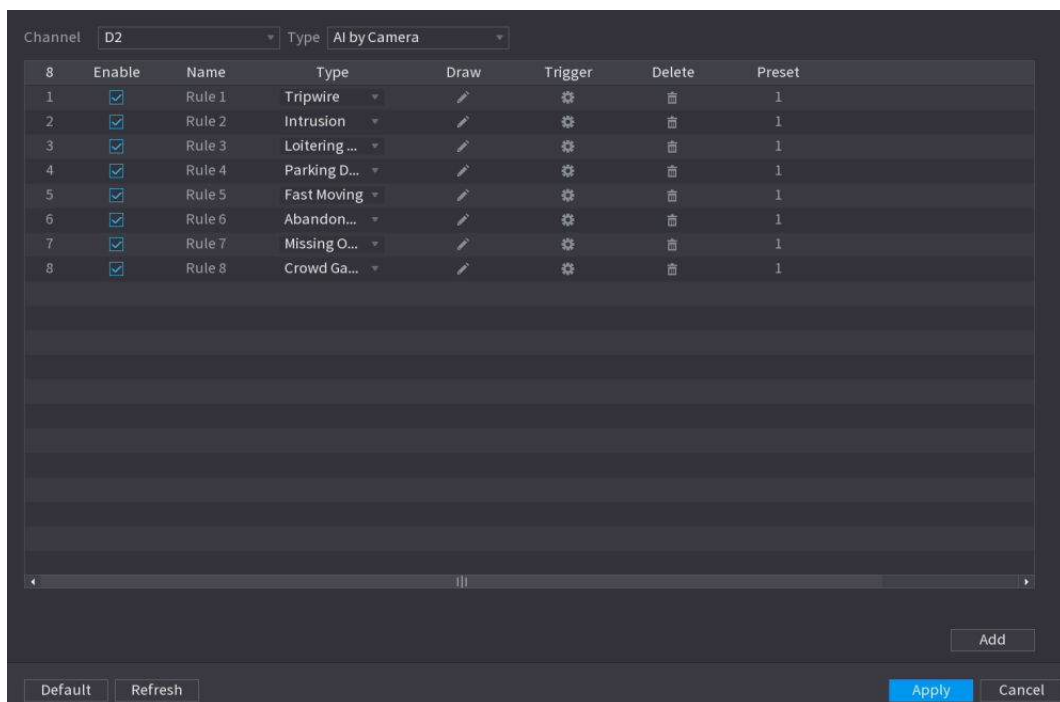 Channel D2 Type AI by Camera
8 Enable Name Type Draw Trigger Delete Preset
1 Rule 1 Tripwire 1
2 Rule 2 Intrusion 1
3 Rule 3 Loitering ... 1
4 Rule 4 Parking D... 1
5 Rule 5 Fast Moving 1
6 Rule 6 Abandon... 1
7 Rule 7 Missing O... 1
8 Rule 8 Crowd Ga... 1
Add
Default Refresh Apply Cancel